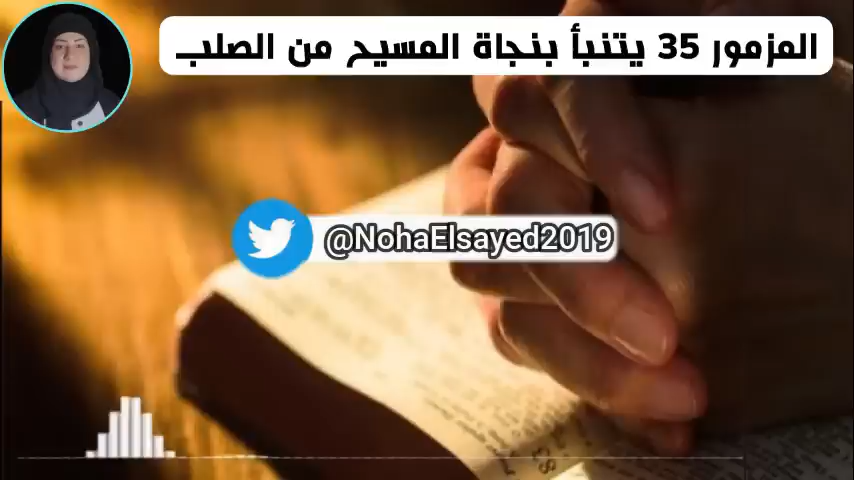 المزمور 35 يتنبأ بنجاة المسيح من الصلب
@NohaElsayed2019